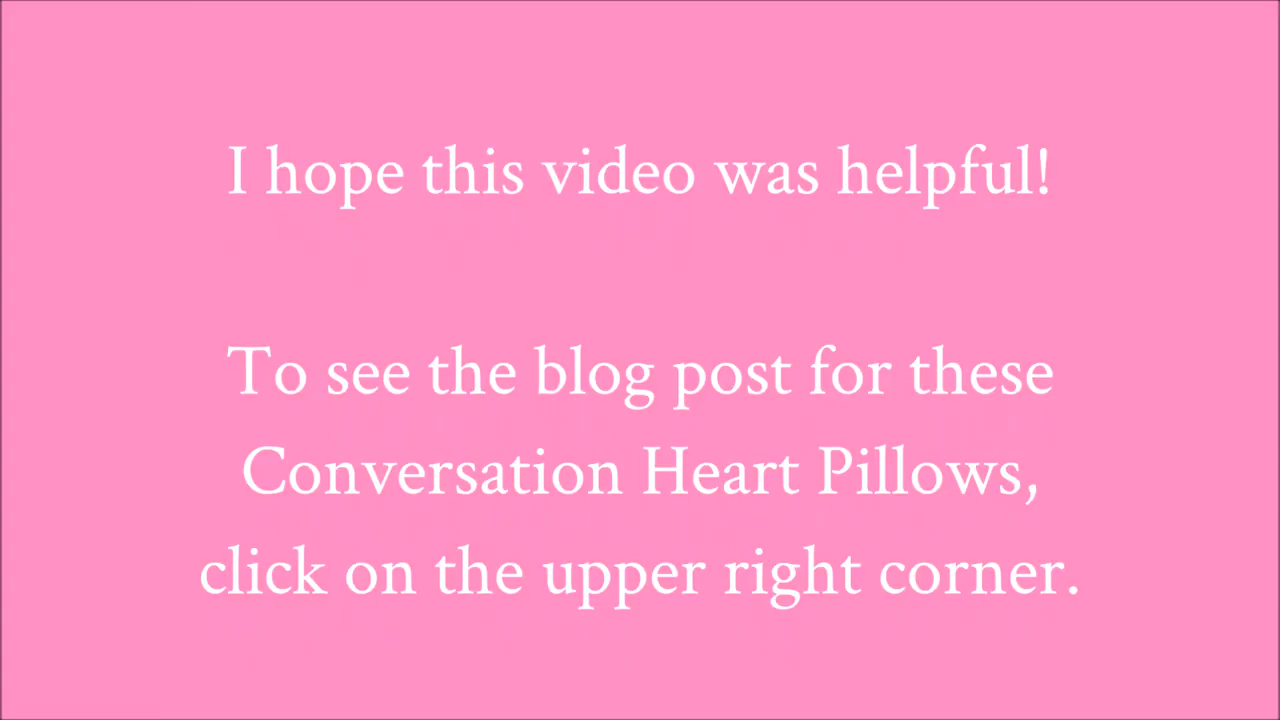 I hope this video was helpful!
To see the blog post for these
Conversation Heart Pillows,
click on the upper right corner.